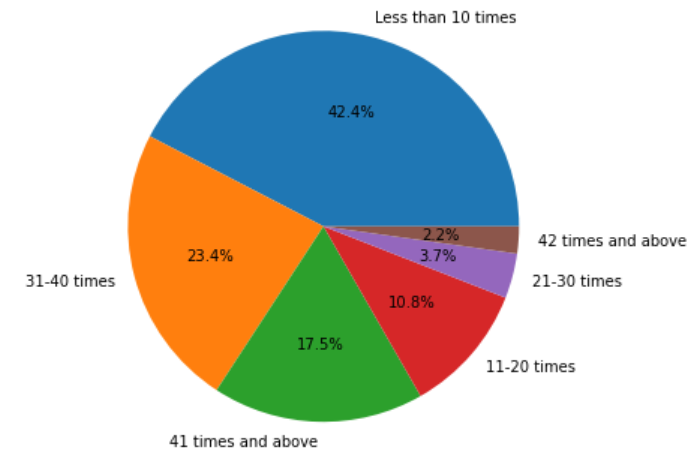 Less than 10 times
42.4%
2.2%
42 times and above
31-40 times
23.4%
3.7%
21-30 times
10.8%
17.5%
11-20 times
41 times and above